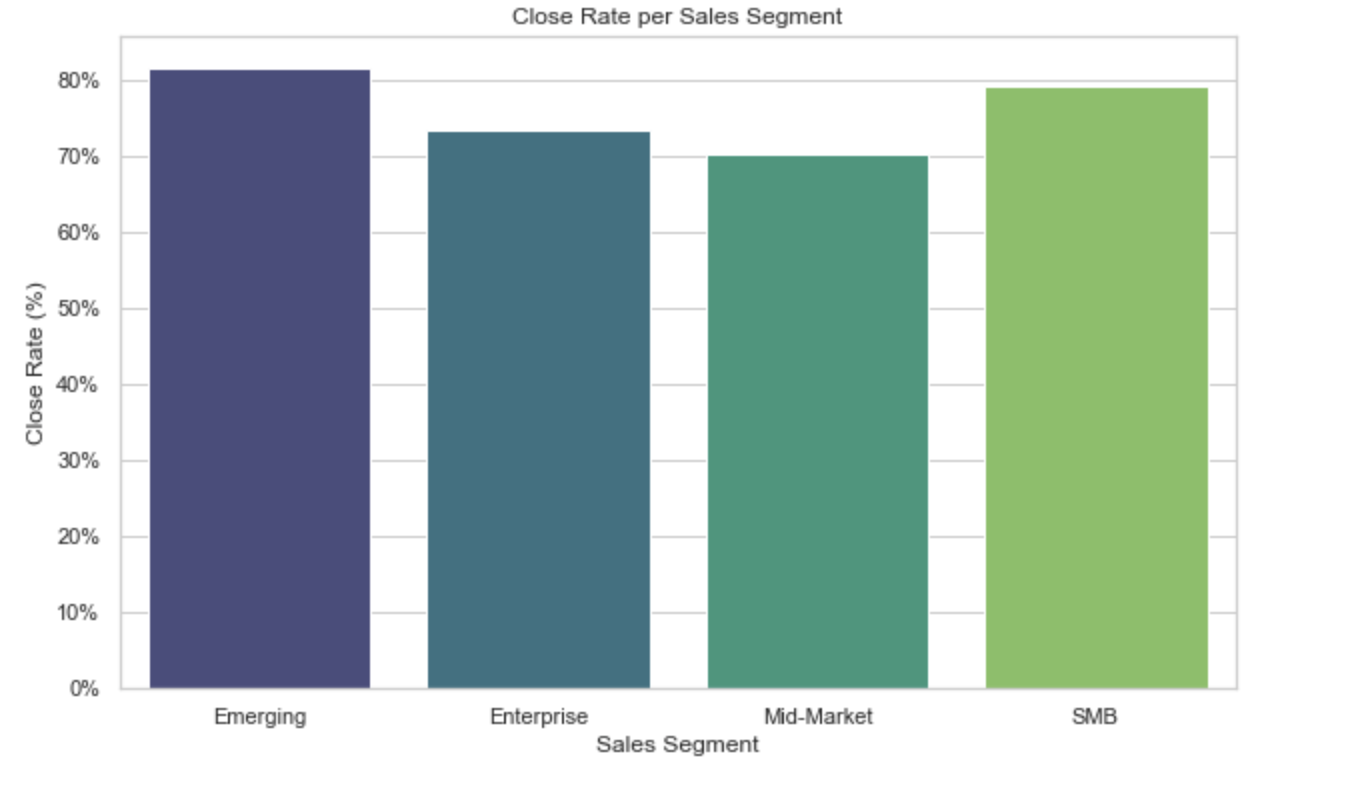 Close Rate per Sales Segment
Close Rate (%)
80%
70%
60%
50%
40%
30%
20%
10%
0%
Emerging Enterprise Mid-Market SMB
Sales Segment